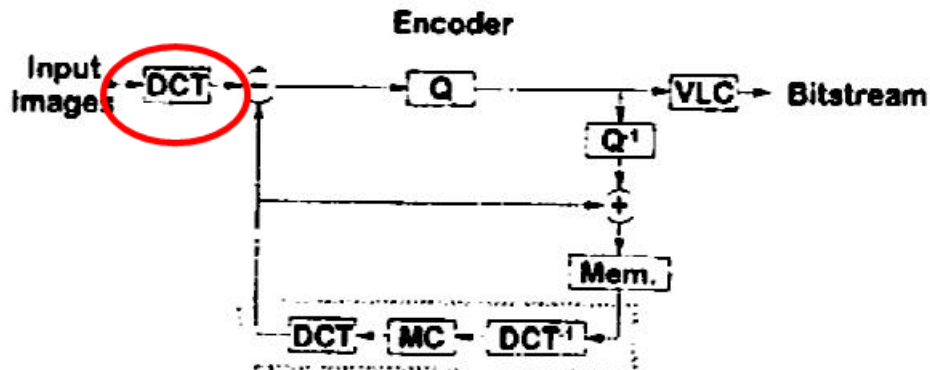 Encoder
Input
Images
DCT
-
Q
VLC
Bitstream
Q-1
+
Mem.
DCT
MC
DCT-1